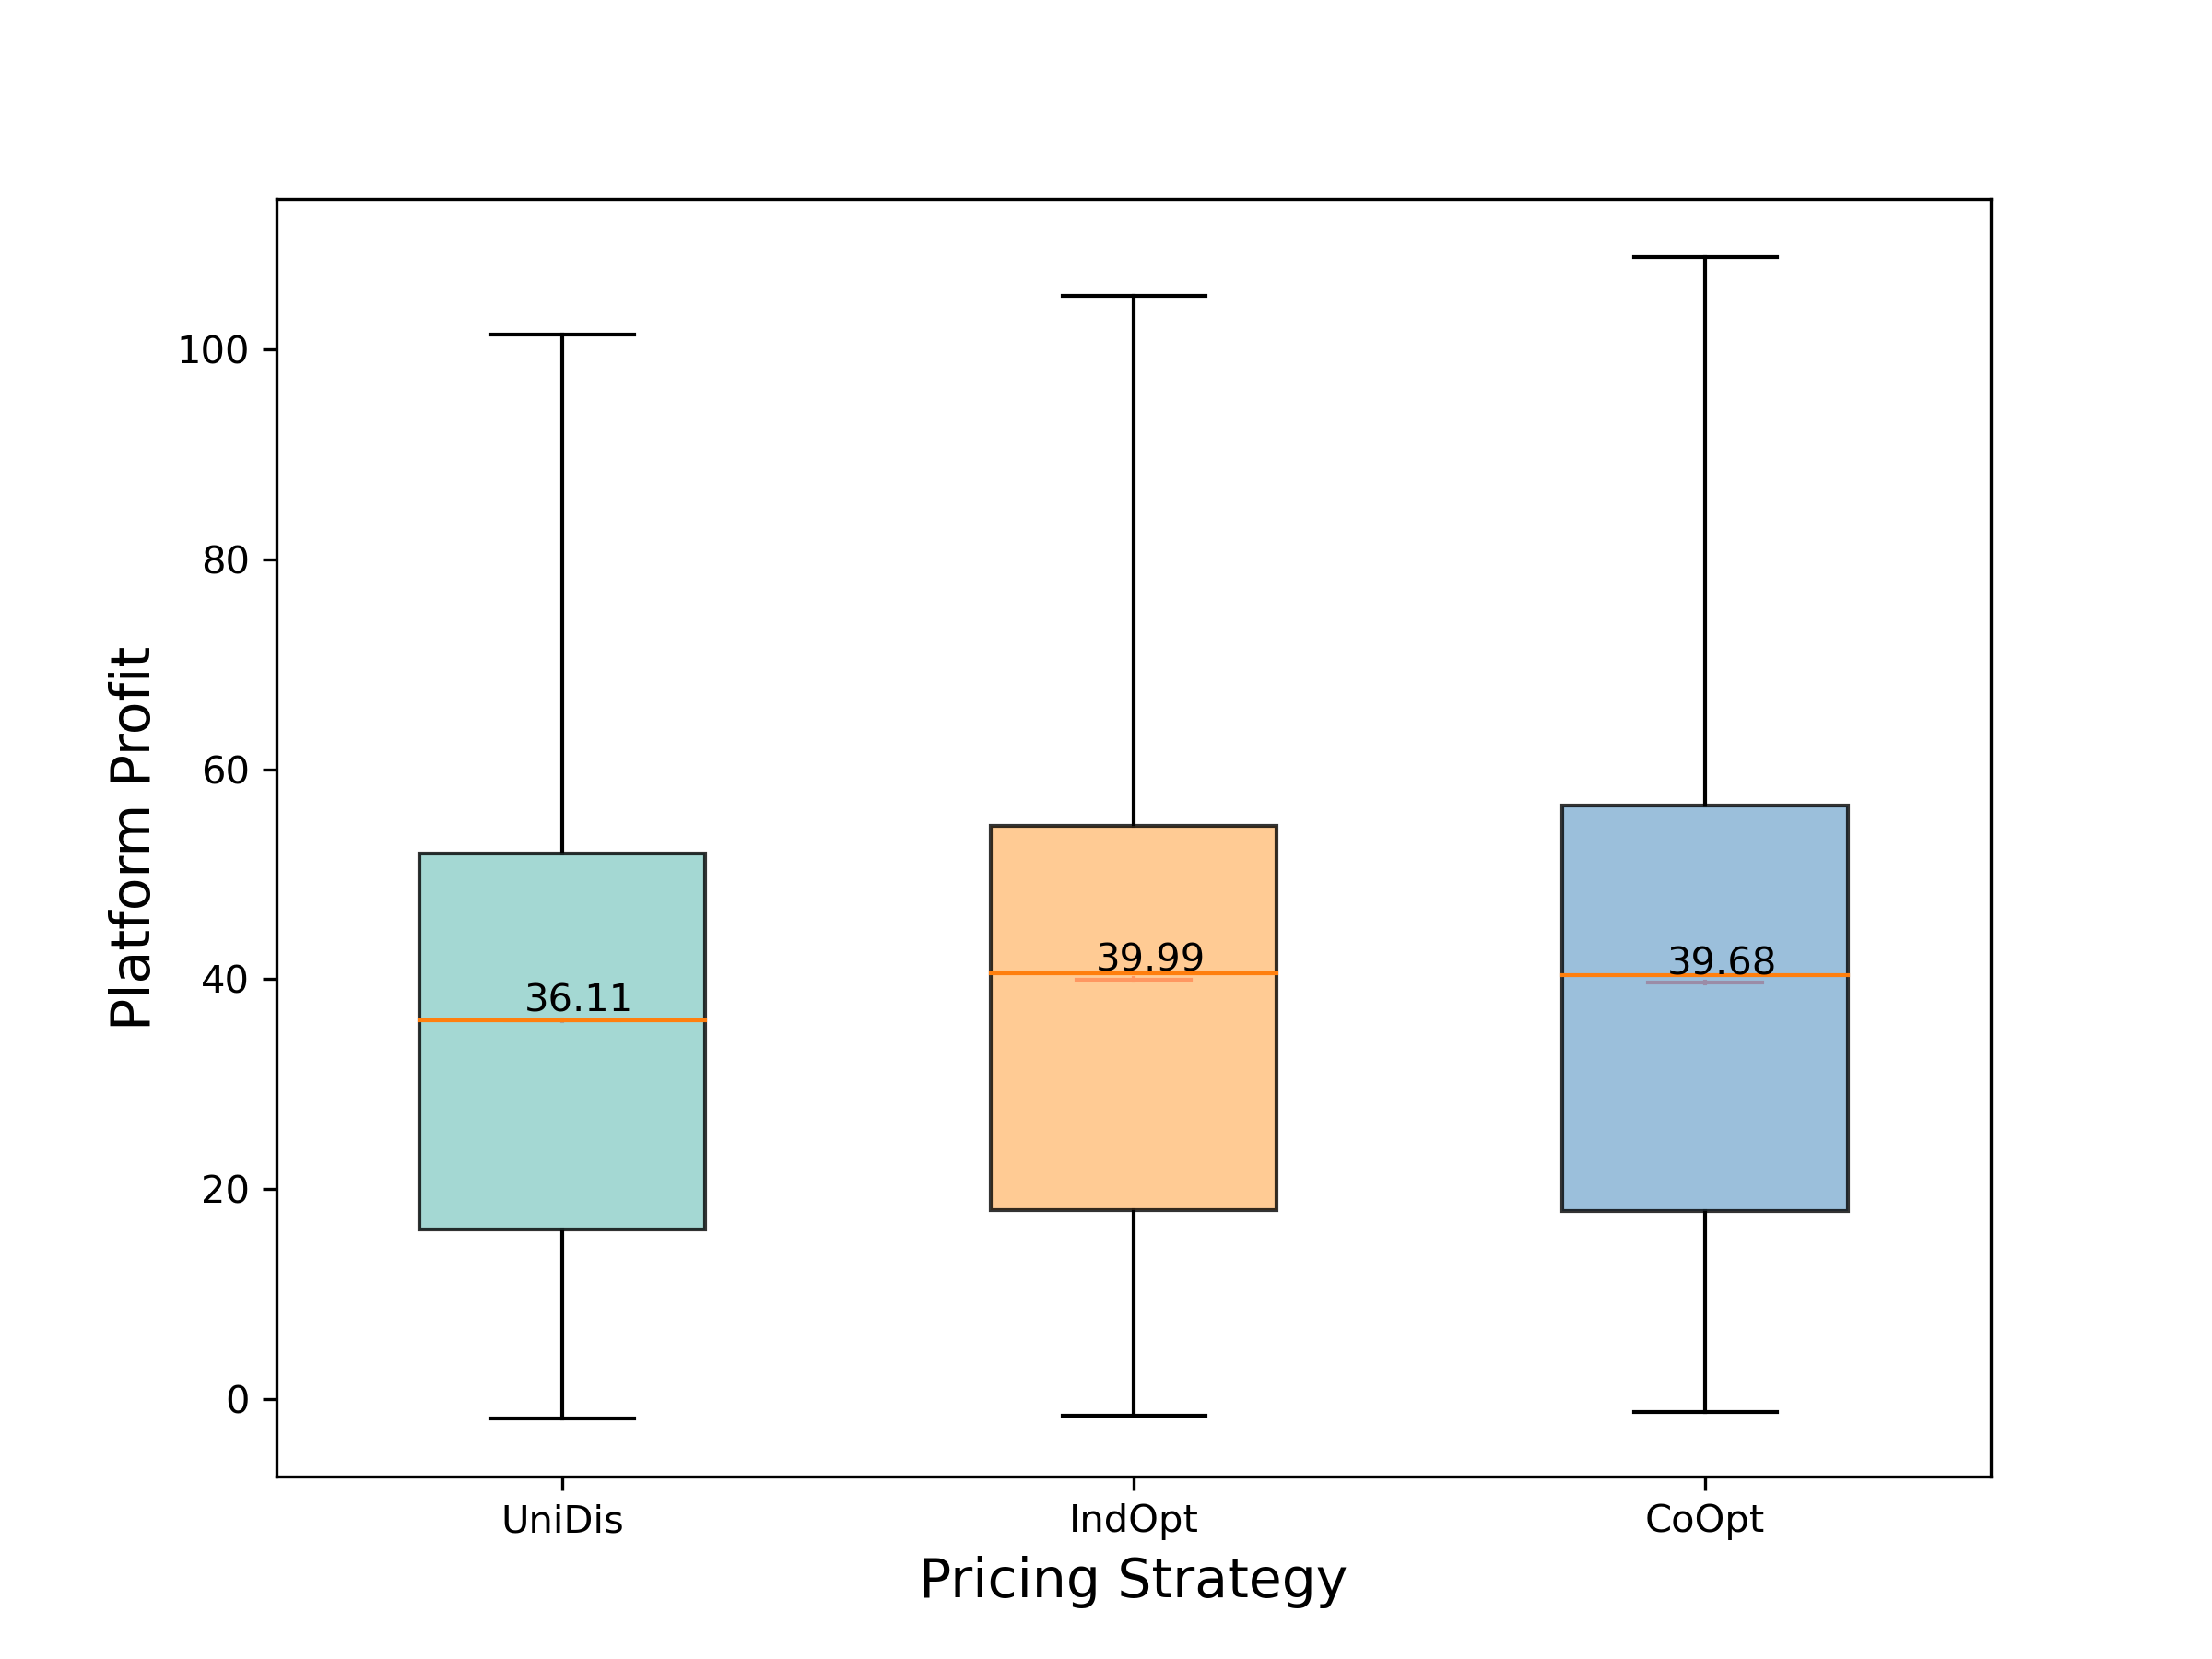 Platform Profit
100
80
60
40
20
0
36.11
39.99
39.68
UniDis
IndOpt
CoOpt
Pricing Strategy